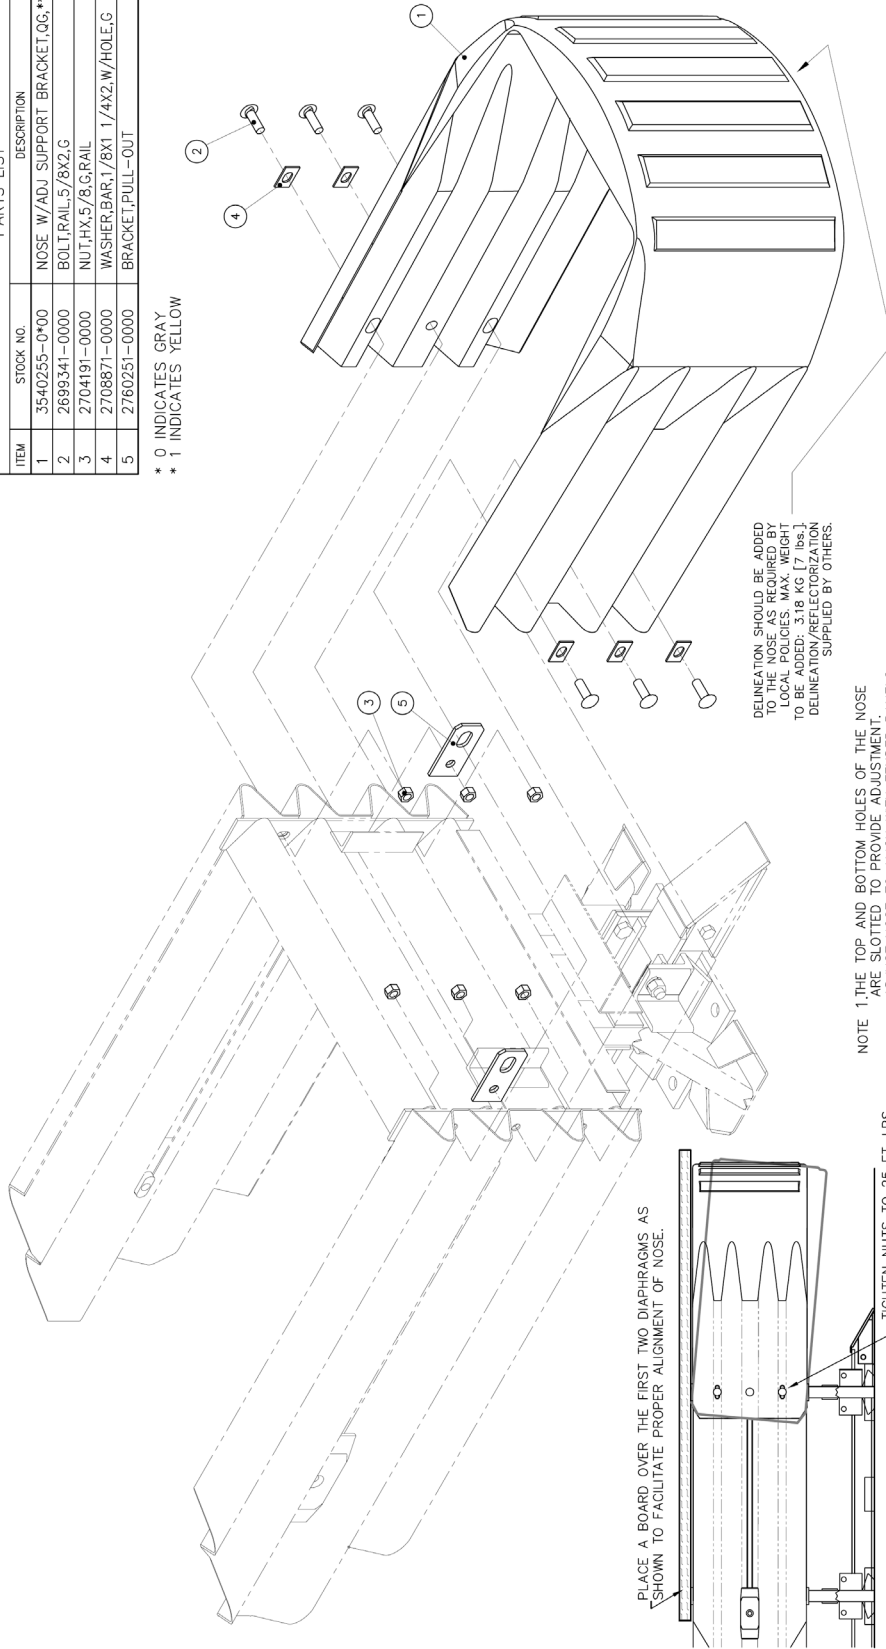 PARTS LIST
ITEM STOCK NO. DESCRIPTION
1 3540255-0*00 NOSE W/ADJ SUPPORT BRACKET,QG,*
2 2699341-0000 BOLT,RAIL,5/8X2,G
3 2704191-0000 NUT,HX,5/8,G,RAIL
4 2708871-0000 WASHER,BAR,1/8X1 1/4X2,W/HOLE,G
5 2760251-0000 BRACKET,PULL-OUT
* 0 INDICATES GRAY
* 1 INDICATES YELLOW
1
2
4
3
5
DELINEATION SHOULD BE ADDED
TO THE NOSE AS REQUIRED BY
LOCAL POLICIES. MAX. WEIGHT
TO BE ADDED: 3.18 KG [7 lbs.]
DELINEATION/REFLECTORIZATION
SUPPLIED BY OTHERS.
NOTE 1.THE TOP AND BOTTOM HOLES OF THE NOSE
ARE SLOTTED TO PROVIDE ADJUSTMENT.
PLACE A BOARD OVER THE FIRST TWO DIAPHRAGMS AS
SHOWN TO FACILITATE PROPER ALIGNMENT OF NOSE.
TIGHTEN NUTS TO 25 FT-LBS